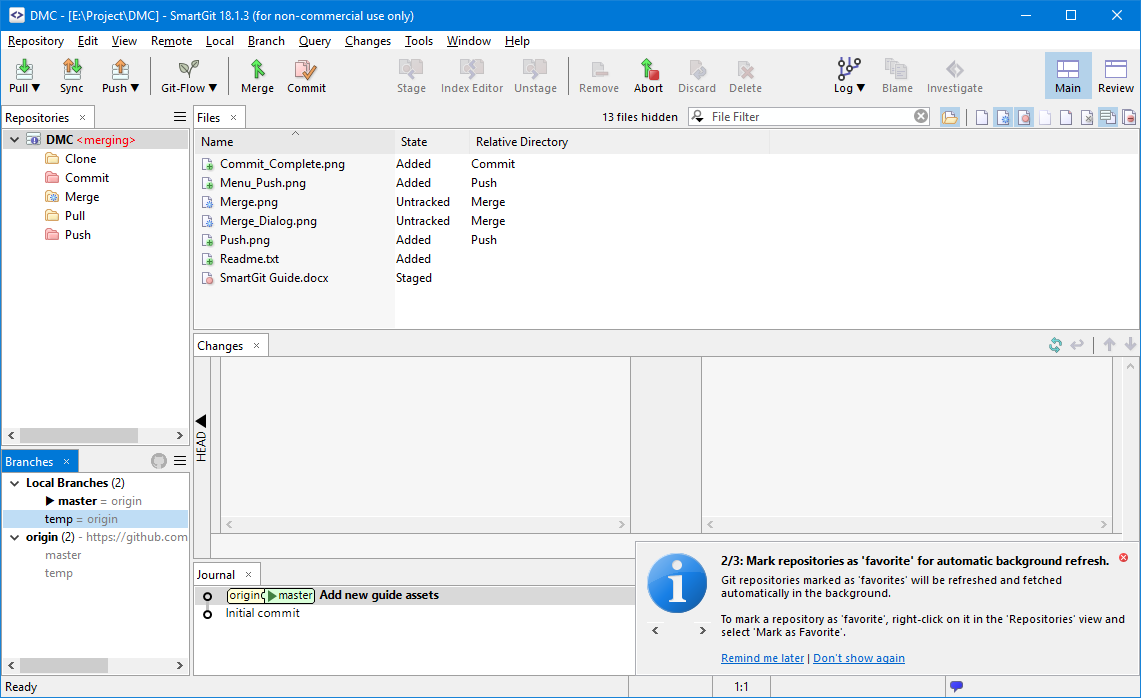 DMC - [E:\Project\DMC] - SmartGit 18.1.3 (for non-commercial use only)
Repository Edit View Remote Local Branch Query Changes Tools Window Help
Pull ▼ Sync Push ▼ Git-Flow ▼ Merge Commit Stage Index Editor Unstage Remove Abort Discard Delete Log ▼ Blame Investigate Main Review
Repositories
DMC <merging>
Clone
Commit
Merge
Pull
Push
Files
13 files hidden
File Filter
Name State Relative Directory
Commit_Complete.png Added Commit
Menu_Push.png Added Push
Merge.png Untracked Merge
Merge_Dialog.png Untracked Merge
Push.png Added Push
Readme.txt Added
SmartGit Guide.docx Staged
Changes
HEAD
Branches
Local Branches (2)
master = origin
temp = origin
origin (2) - https://github.com
master
temp
Journal
origin master Add new guide assets
Initial commit
2/3: Mark repositories as 'favorite' for automatic background refresh.
Git repositories marked as 'favorites' will be refreshed and fetched
automatically in the background.
To mark a repository as 'favorite', right-click on it in the 'Repositories' view and
select 'Mark as Favorite'.
Remind me later | Don't show again
Ready
1:1